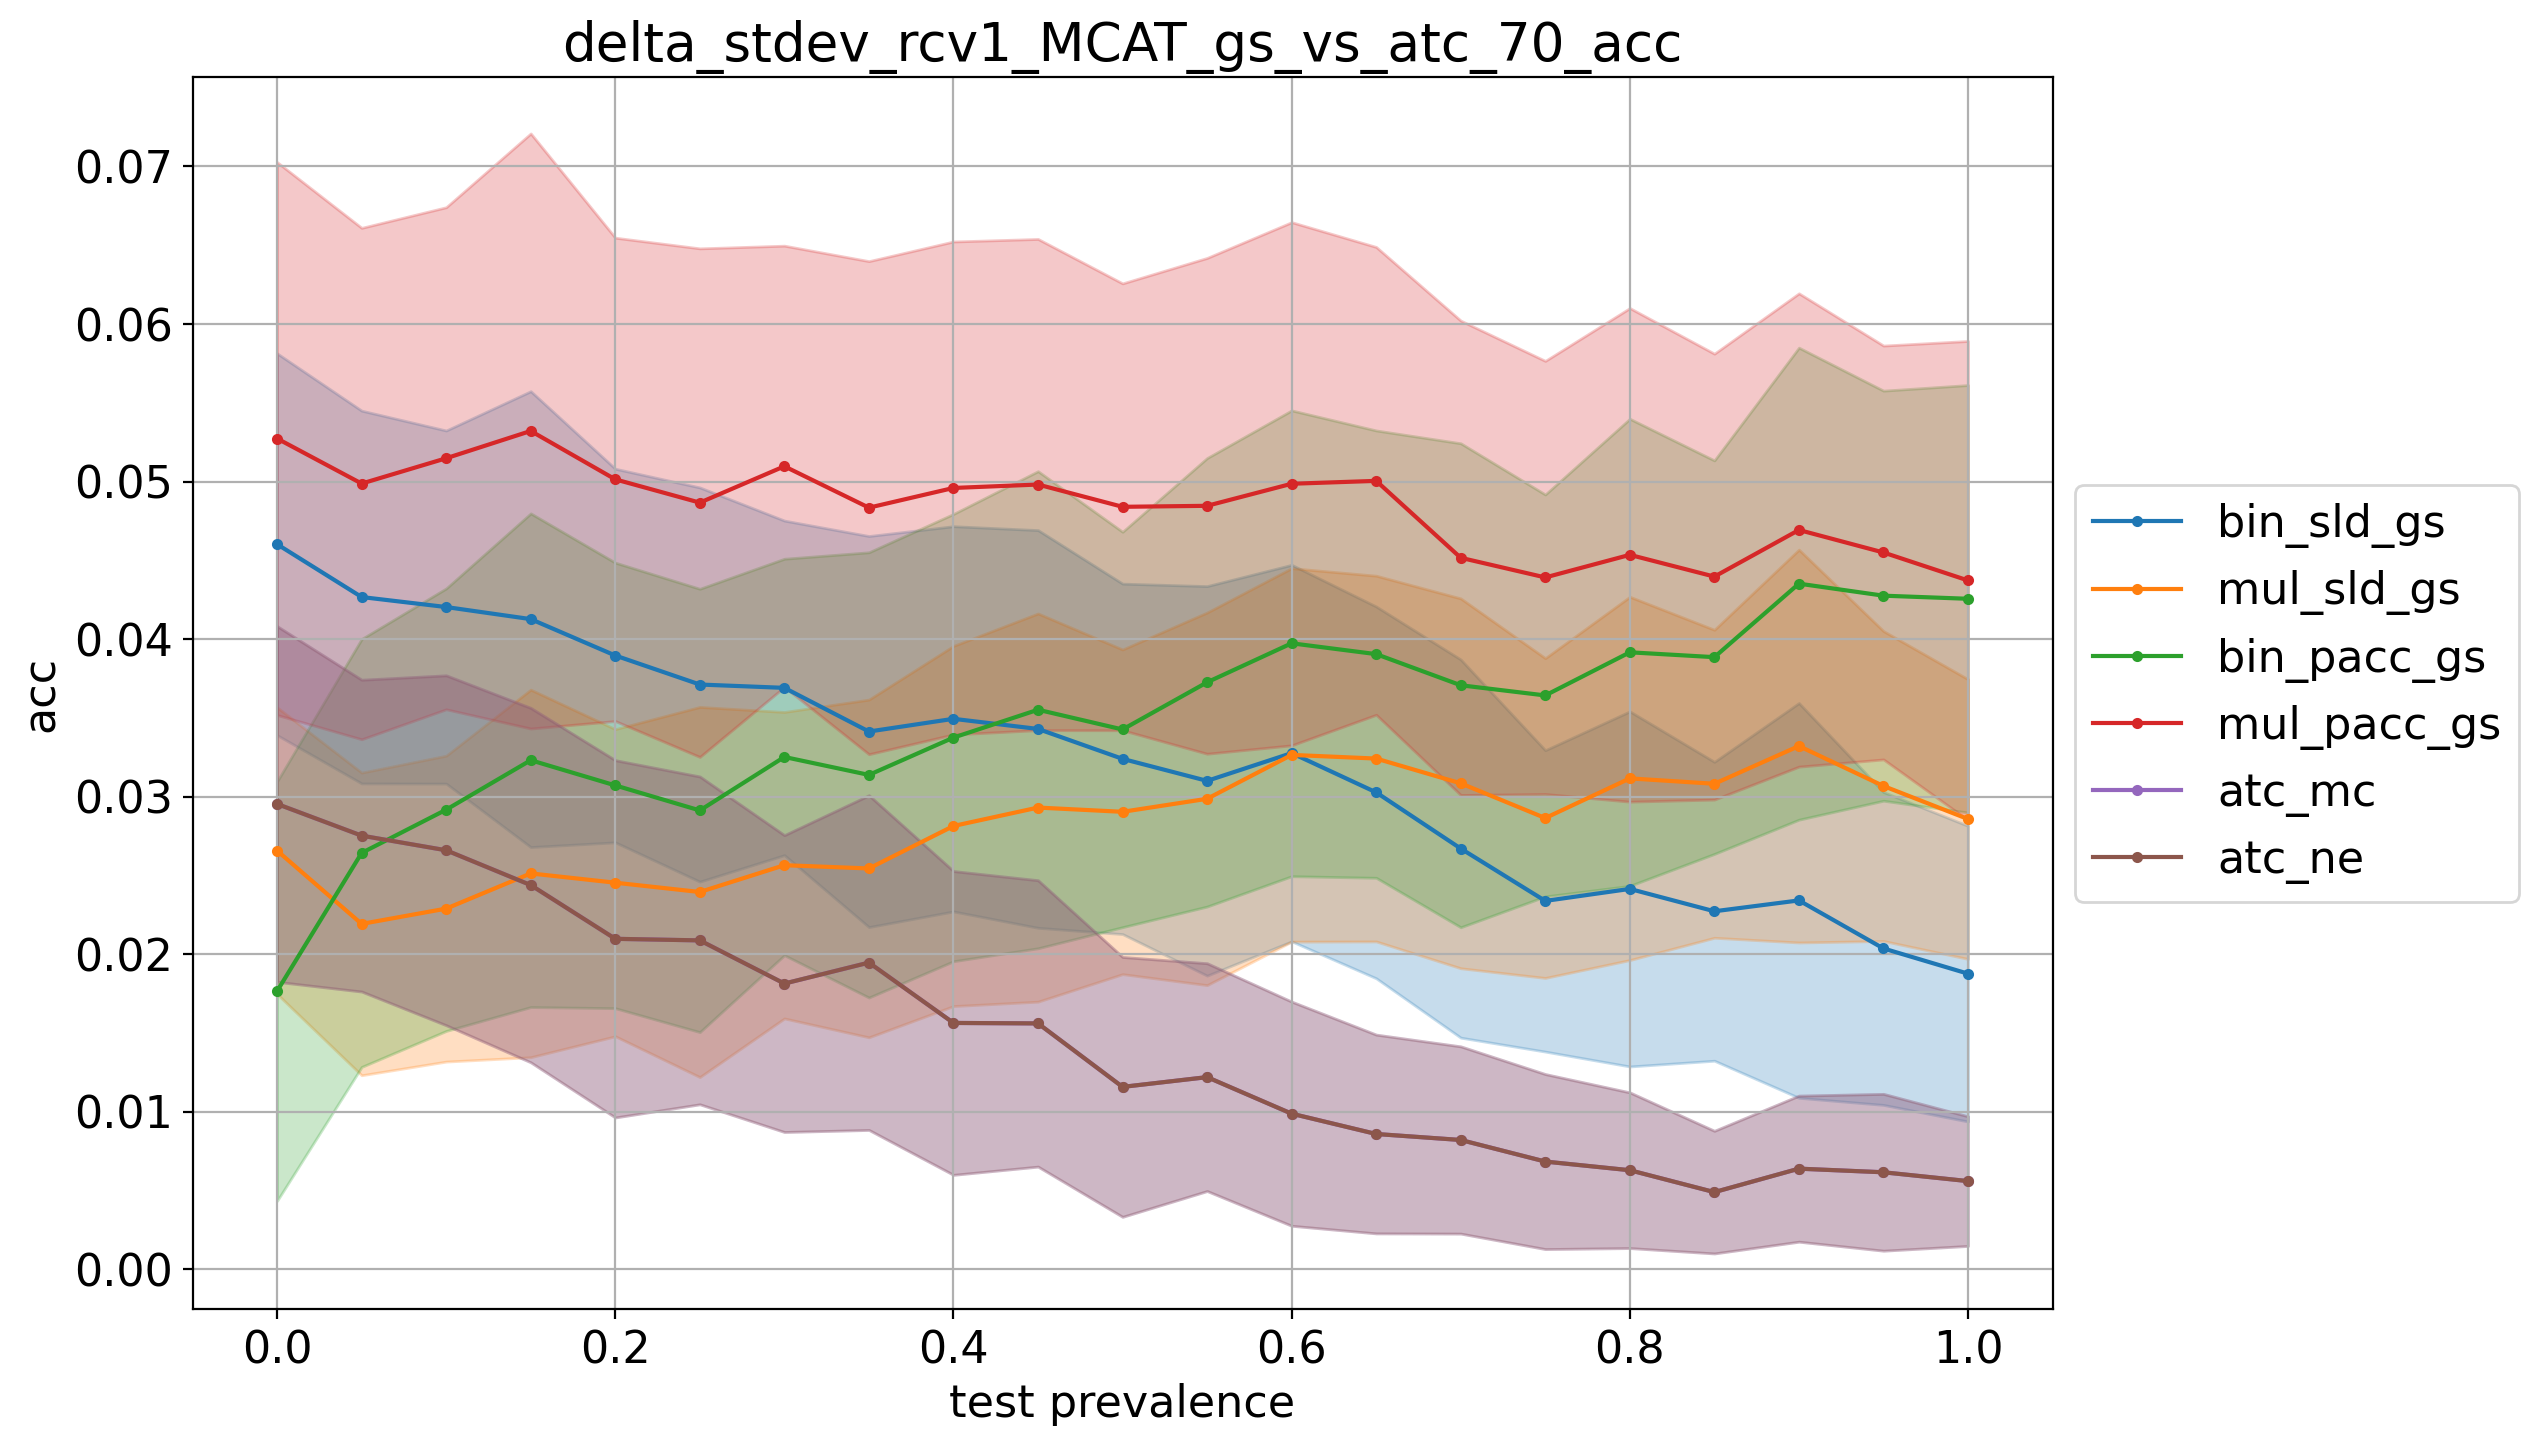 delta_stdev_rcv1_MCAT_gs_vs_atc_70_acc
0.07
0.06
0.05
0.04
0.03
0.02
0.01
0.00
acc
0.0 0.2 0.4 0.6 0.8 1.0
test prevalence
bin_sld_gs
mul_sld_gs
bin_pacc_gs
mul_pacc_gs
atc_mc
atc_ne